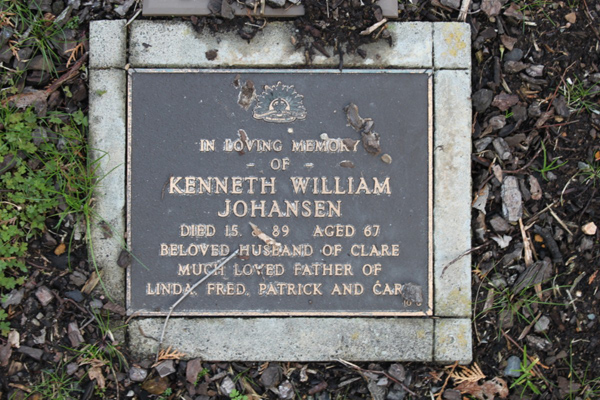 IN LOVING MEMORY
OF
KENNETH WILLIAM
JOHANSEN
DIED 15. 89 AGED 67
BELOVED HUSBAND OF CLARE
MUCH LOVED FATHER OF
LINDA, FRED, PATRICK AND